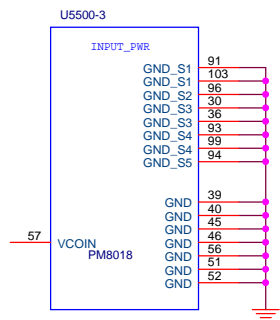 U5500-3
INPUT_PWR
GND_S1 91
GND_S1 103
GND_S2 96
GND_S3 30
GND_S3 36
GND_S4 93
GND_S4 99
GND_S5 94
GND 39
GND 40
GND 45
57 VCOIN GND 46
PM8018 GND 56
GND 51
GND 52